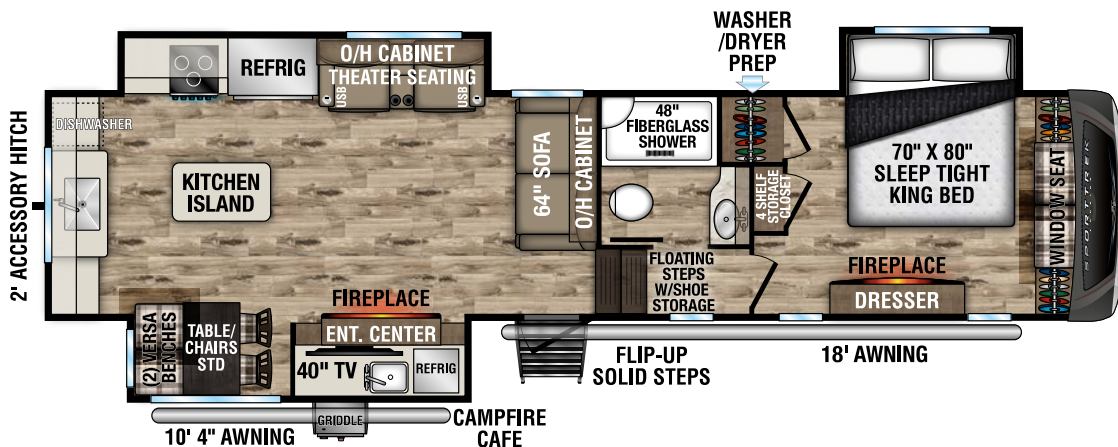 WASHER
/DRYER
PREP
O/H CABINET
REFRIG
THEATER SEATING
USB
USB
DISHWASHER
48"
FIBERGLASS
SHOWER
2' ACCESSORY HITCH
KITCHEN
ISLAND
64" SOFA
O/H CABINET
4 SHELF
STORAGE
CLOSET
70" X 80"
SLEEP TIGHT
KING BED
WINDOW SEAT
SPORTTREK
FLOATING
STEPS
W/SHOE
STORAGE
FIREPLACE
DRESSER
FIREPLACE
ENT. CENTER
(2) VERSA
BENCHES
TABLE/
CHAIRS
STD
40" TV
REFRIG
FLIP-UP
SOLID STEPS
18' AWNING
GRIDDLE
10' 4" AWNING
CAMPFIRE
CAFE